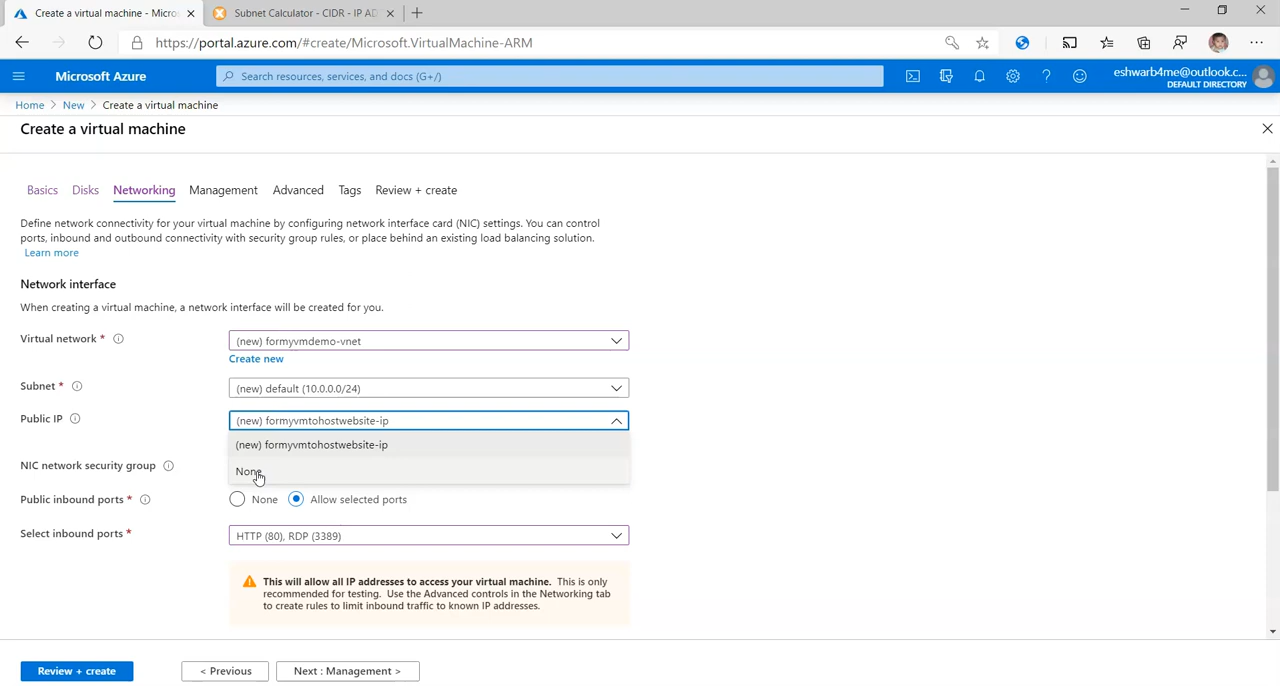 Create a virtual machine - Micros
Subnet Calculator - CIDR - IP AD
https://portal.azure.com/#create/Microsoft.VirtualMachine-ARM
Microsoft Azure
Search resources, services, and docs (G+/)
eshwarb4me@outlook.c...
DEFAULT DIRECTORY
Home > New > Create a virtual machine
Create a virtual machine
Basics Disks Networking Management Advanced Tags Review + create
Define network connectivity for your virtual machine by configuring network interface card (NIC) settings. You can control
ports, inbound and outbound connectivity with security group rules, or place behind an existing load balancing solution.
Learn more
Network interface
When creating a virtual machine, a network interface will be created for you.
Virtual network *
(new) formyvmdemo-vnet
Create new
Subnet *
(new) default (10.0.0.0/24)
Public IP
(new) formyvmtohostwebsite-ip
(new) formyvmtohostwebsite-ip
None
NIC network security group
Public inbound ports *
None Allow selected ports
Select inbound ports *
HTTP (80), RDP (3389)
This will allow all IP addresses to access your virtual machine. This is only
recommended for testing. Use the Advanced controls in the Networking tab
to create rules to limit inbound traffic to known IP addresses.
Review + create
< Previous
Next : Management >